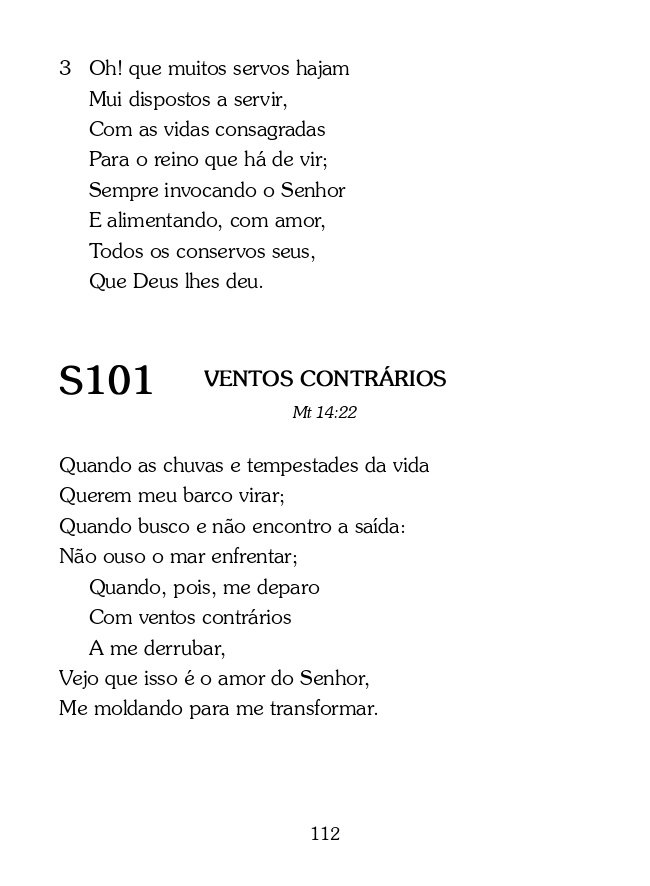 3 Oh! que muitos servos hajam
Mui dispostos a servir,
Com as vidas consagradas
Para o reino que há de vir;
Sempre invocando o Senhor
E alimentando, com amor,
Todos os conservos seus,
Que Deus lhes deu.
S101 VENTOS CONTRÁRIOS
Mt 14:22
Quando as chuvas e tempestades da vida
Querem meu barco virar;
Quando busco e não encontro a saída:
Não ouso o mar enfrentar;
Quando, pois, me deparo
Com ventos contrários
A me derrubar,
Vejo que isso é o amor do Senhor,
Me moldando para me transformar.
112